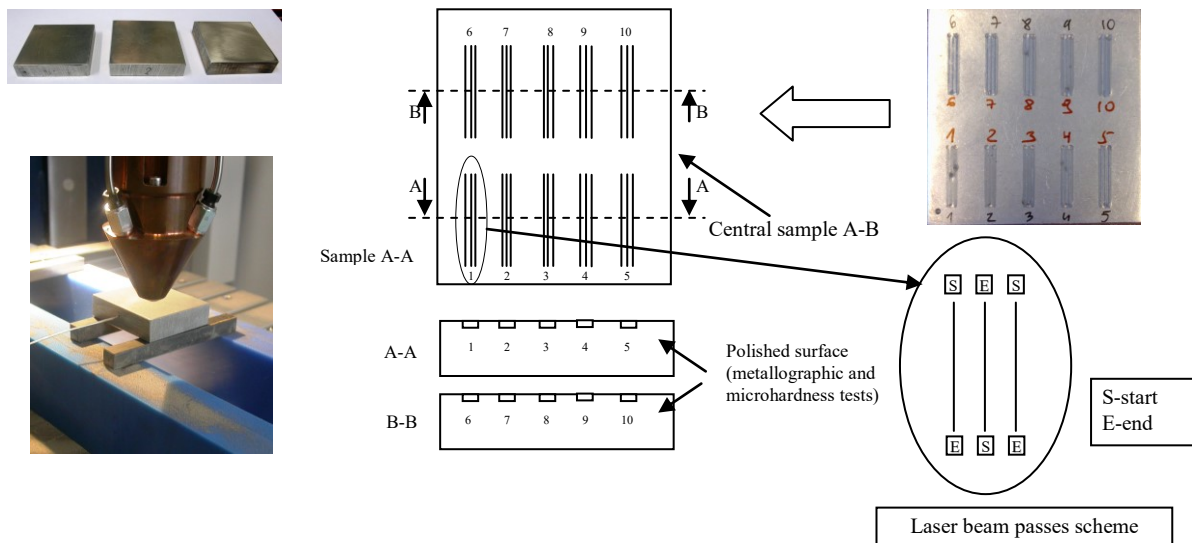 6 7 8 9 10
B B
A A
Sample A-A
1 2 3 4 5
Central sample A-B
6 7 8 9 10
6 7 8 9 10
1 2 3 4 5
1 2 3 4 5
A-A
1 2 3 4 5
B-B
6 7 8 9 10
Polished surface
(metallographic and
microhardness tests)
S E S
E S E
S-start
E-end
Laser beam passes scheme